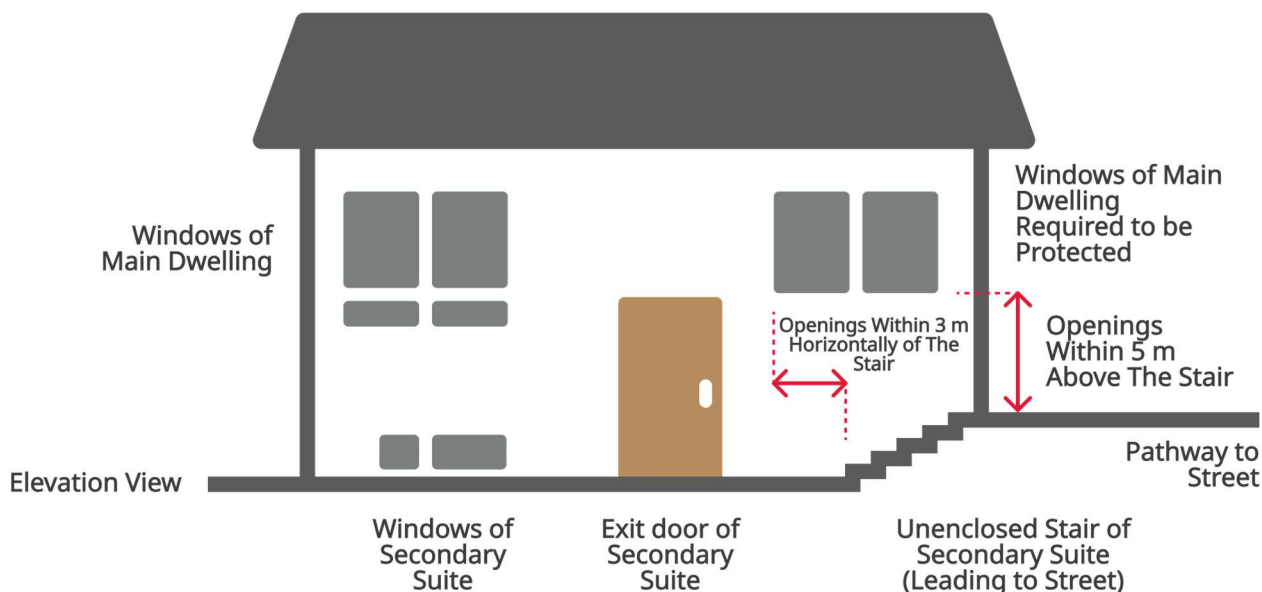 Windows of
Main Dwelling
Windows of Main
Dwelling
Required to be
Protected
Openings Within 3 m
Horizontally of The
Stair
Openings
Within 5 m
Above The Stair
Pathway to
Street
Elevation View
Windows of
Secondary
Suite
Exit door of
Secondary
Suite
Unenclosed Stair of
Secondary Suite
(Leading to Street)